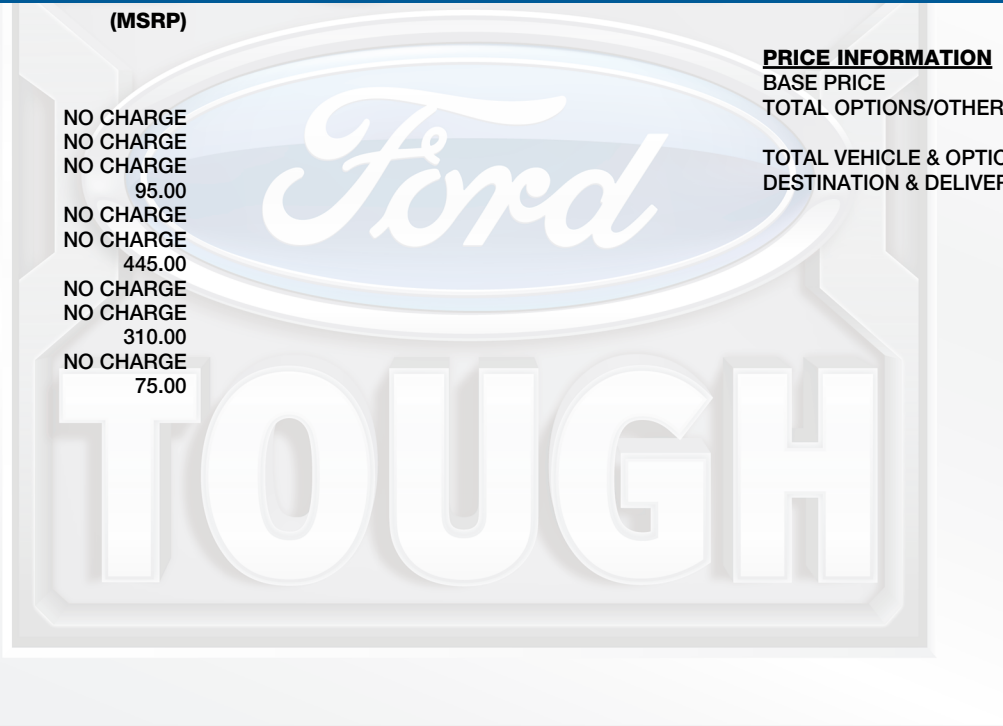 (MSRP)
NO CHARGE
NO CHARGE
NO CHARGE
95.00
NO CHARGE
NO CHARGE
445.00
NO CHARGE
NO CHARGE
310.00
NO CHARGE
75.00
PRICE INFORMATION
BASE PRICE
TOTAL OPTIONS/OTHER
TOTAL VEHICLE & OPTIO
DESTINATION & DELIVER
Ford
TOUGH